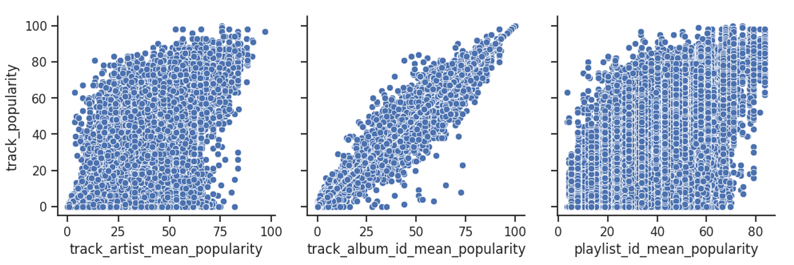 100
80
60
40
20
0
track_popularity
0 25 50 75 100
track_artist_mean_popularity
0 25 50 75 100
track_album_id_mean_popularity
0 20 40 60 80
playlist_id_mean_popularity